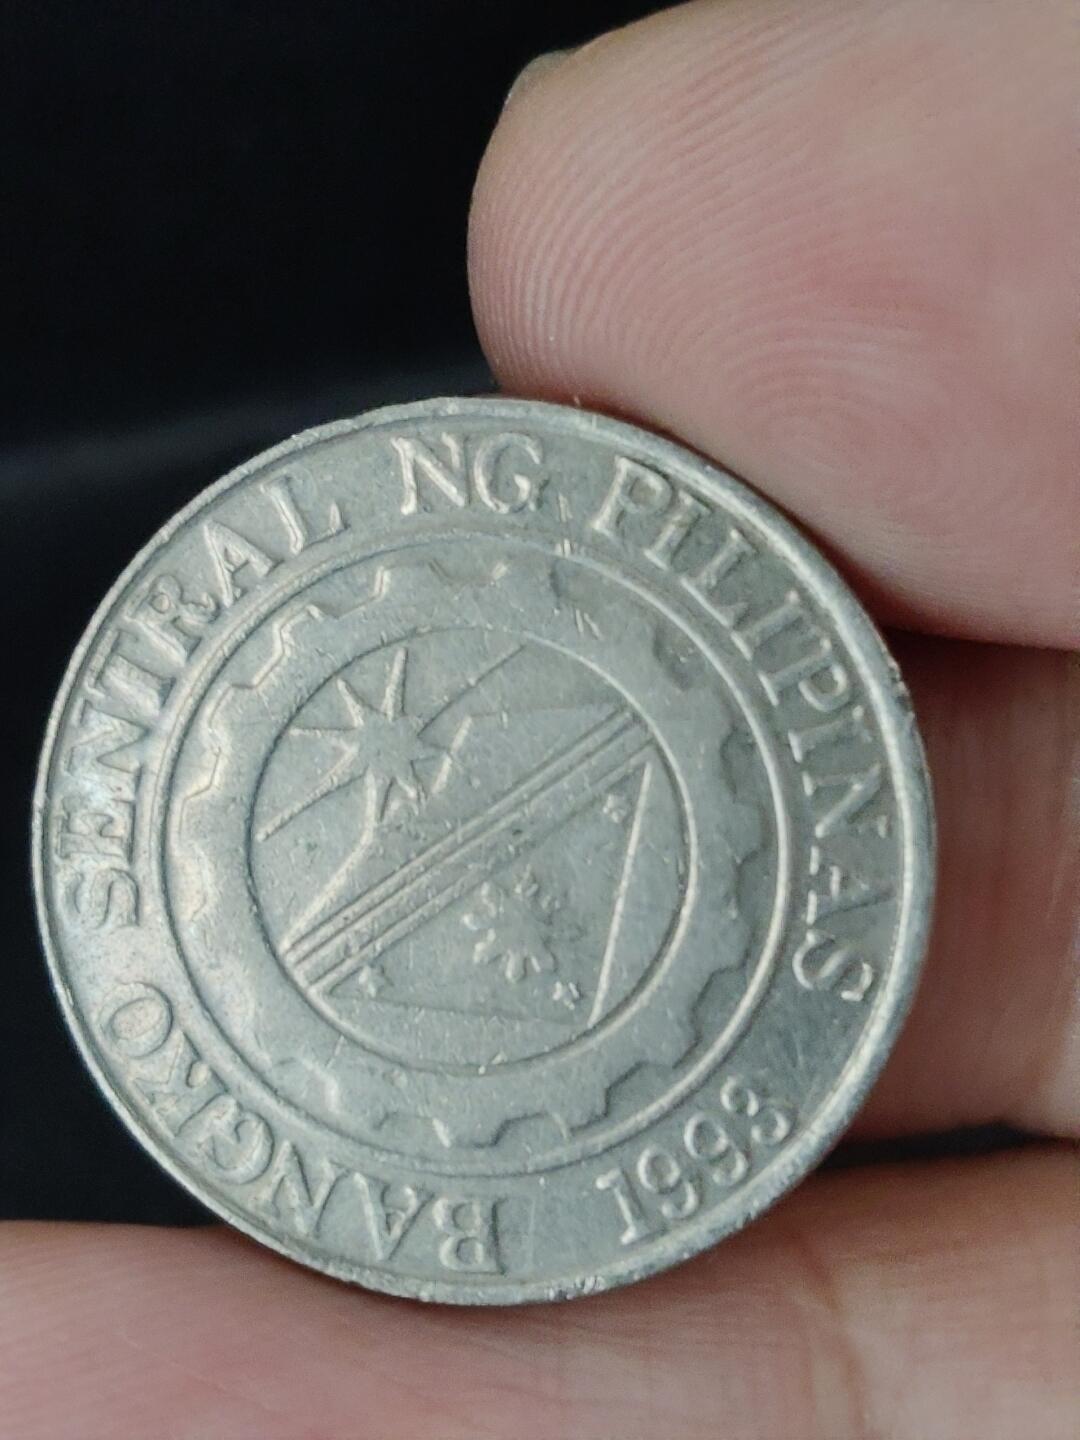 BANGKO SENTRAL NG PILIPINAS
1993